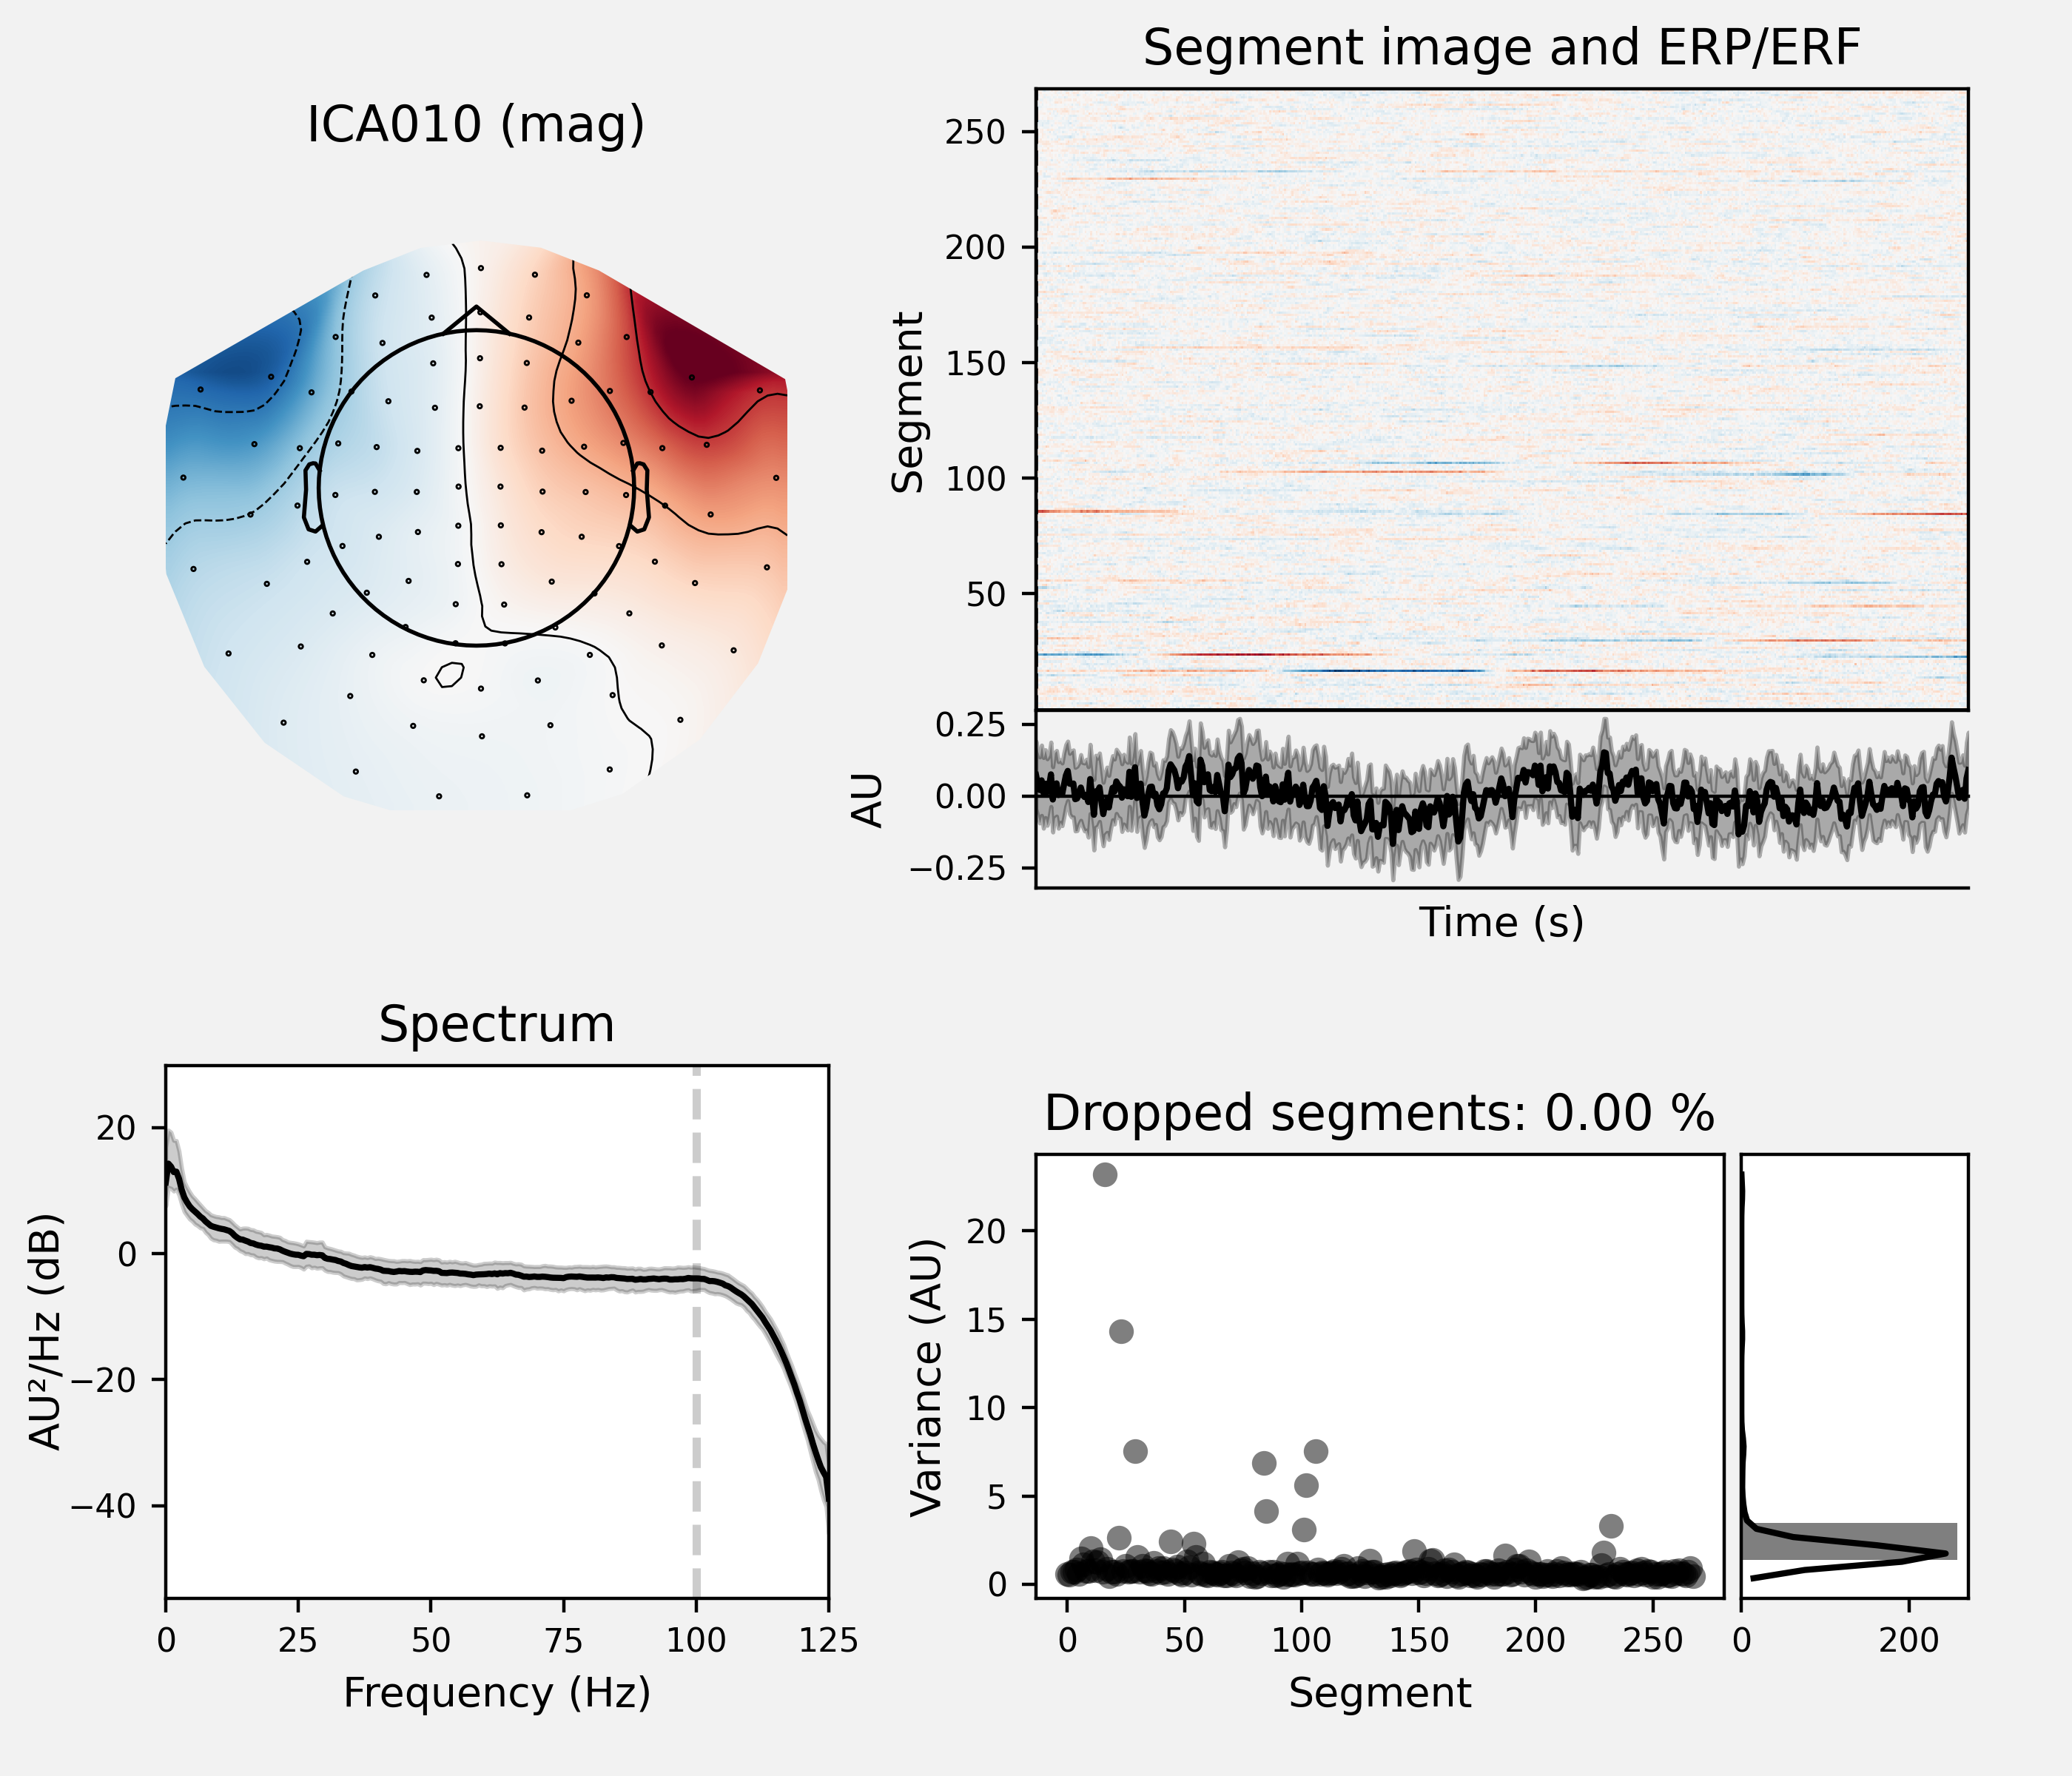 Segment image and ERP/ERF
ICA010 (mag)
250
200
150
100
50
Segment
0.25
0.00
−0.25
AU
Time (s)
Spectrum
20
0
−20
−40
AU²/Hz (dB)
0 25 50 75 100 125
Frequency (Hz)
Dropped segments: 0.00 %
20
15
10
5
0
Variance (AU)
0 50 100 150 200 250
Segment
0 200